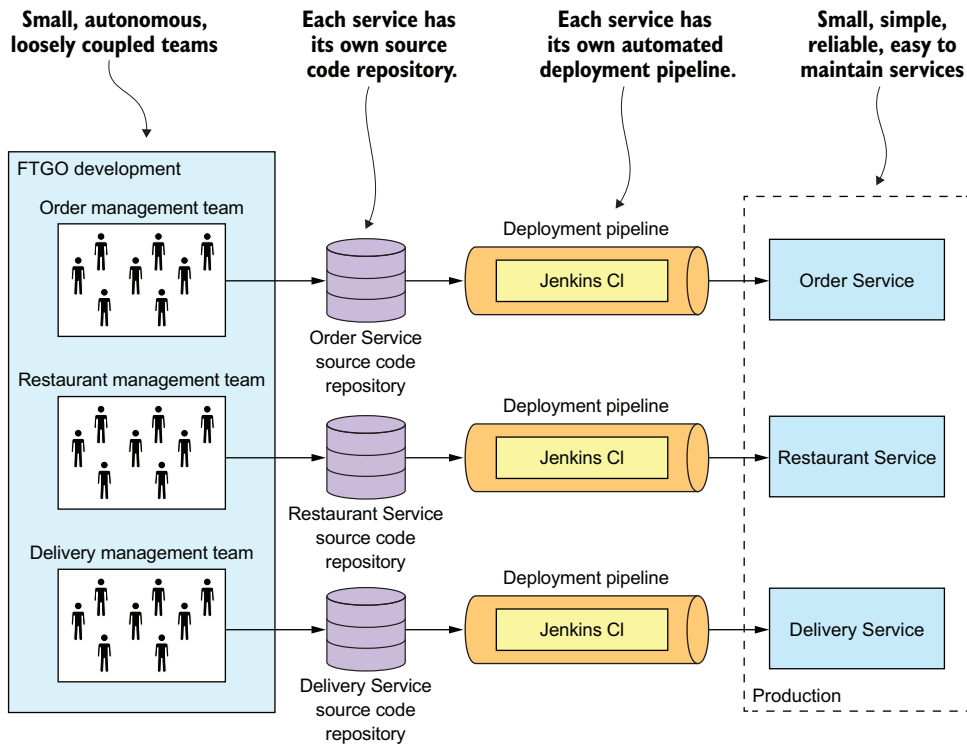 Small, autonomous,
loosely coupled teams
Each service has
its own source
code repository.
Each service has
its own automated
deployment pipeline.
Small, simple,
reliable, easy to
maintain services
FTGO development
Order management team
Deployment pipeline
Jenkins CI
Order Service
Order Service
source code
repository
Restaurant management team
Deployment pipeline
Jenkins CI
Restaurant Service
Restaurant Service
source code
repository
Delivery management team
Deployment pipeline
Jenkins CI
Delivery Service
Delivery Service
source code
repository
Production